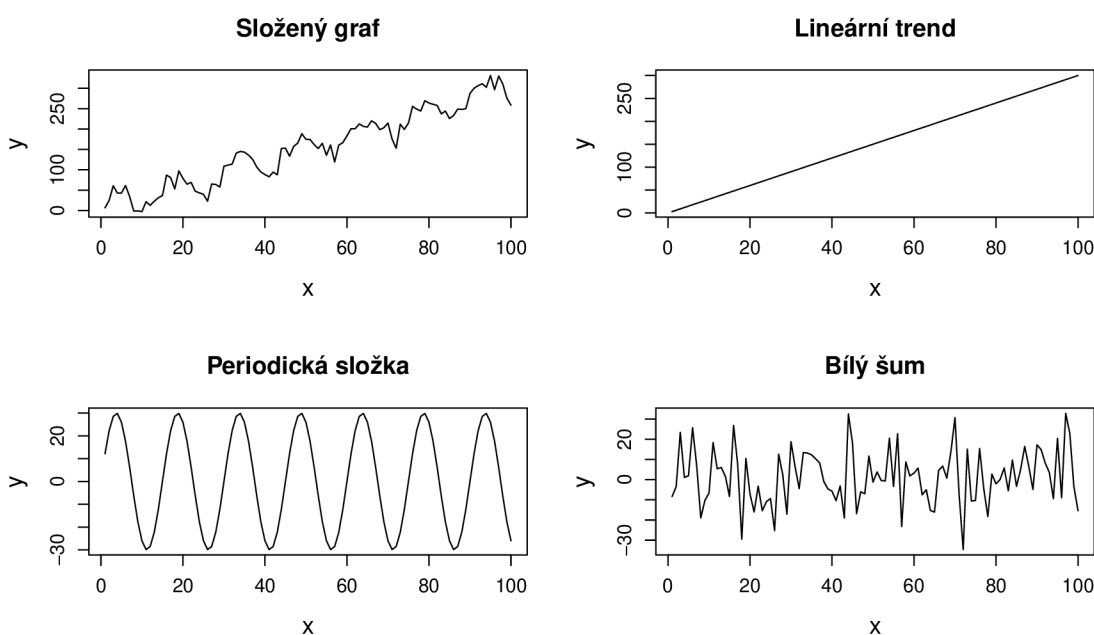 Složený graf
y
0 100 250
0 20 40 60 80 100
x
Lineární trend
y
0 100 250
0 20 40 60 80 100
x
Periodická složka
y
−30 0 20
0 20 40 60 80 100
x
Bílý šum
y
−30 0 20
0 20 40 60 80 100
x